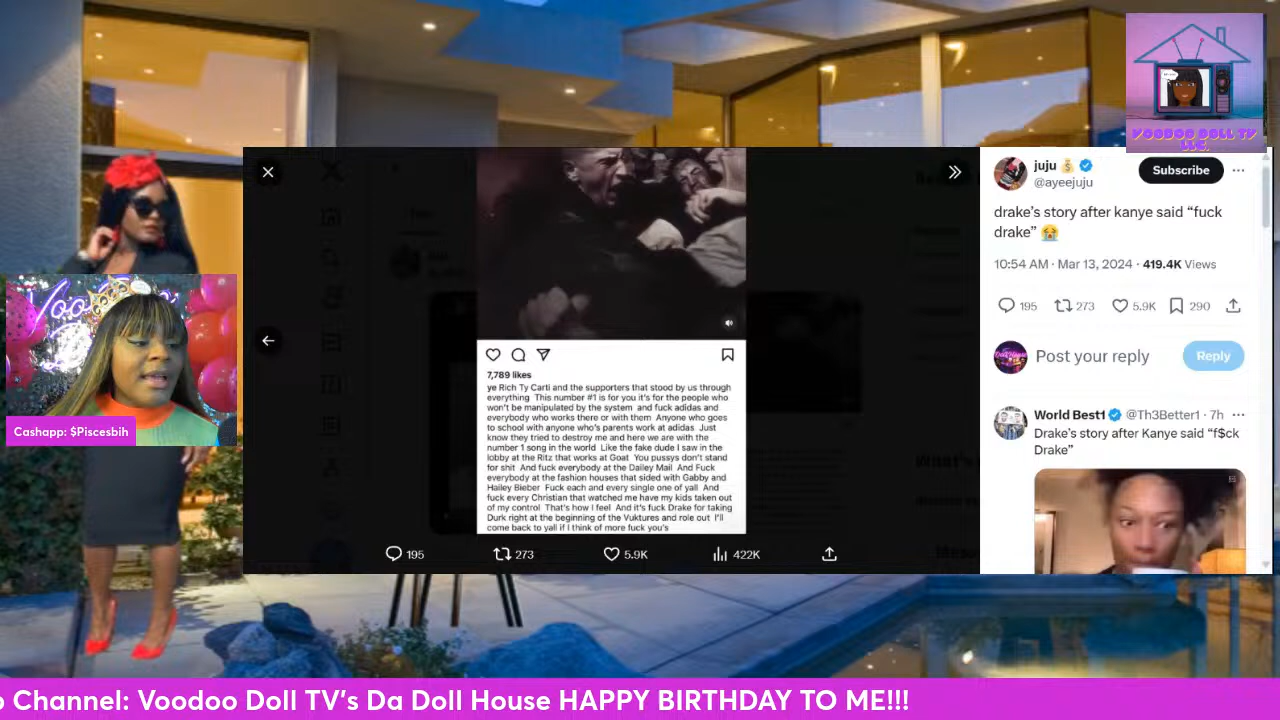 VOODOO DOLL TV
LLC.
juju
@ayeejuju
Subscribe
drake's story after kanye said "fuck
drake" 😭
10:54 AM · Mar 13, 2024 · 419.4K Views
195
273
5.9K
290
Post your reply
Reply
World Best1 @Th3Better1 · 7h
Drake's story after Kanye said "f$ck
Drake"
7,789 likes
ye Rich Ty Carti and the supporters that stood by us through
everything This number #1 is for you it's for the people who
won't be manipulated by the system and fuck adidas and
everybody who works there or with them Anyone who goes
to school with anyone who's parents work at adidas Just
know they tried to destroy me and here we are with the
number 1 song in the world Like the fake dude I saw in the
lobby at the Ritz that works at Goat You pussys don't stand
for shit And fuck everybody at the Dailey Mail And Fuck
everybody at the fashion houses that sided with Gabby and
Hailey Bieber Fuck each and every single one of yall And
fuck every Christian that watched me have my kids taken out
of my control That's how I feel And it's fuck Drake for taking
Durk right at the beginning of the Vuktures and role out I'll
come back to yall if I think of more fuck you's
195
273
5.9K
422K
Cashapp: $Piscesbih
Channel: Voodoo Doll TV's Da Doll House HAPPY BIRTHDAY TO ME!!!